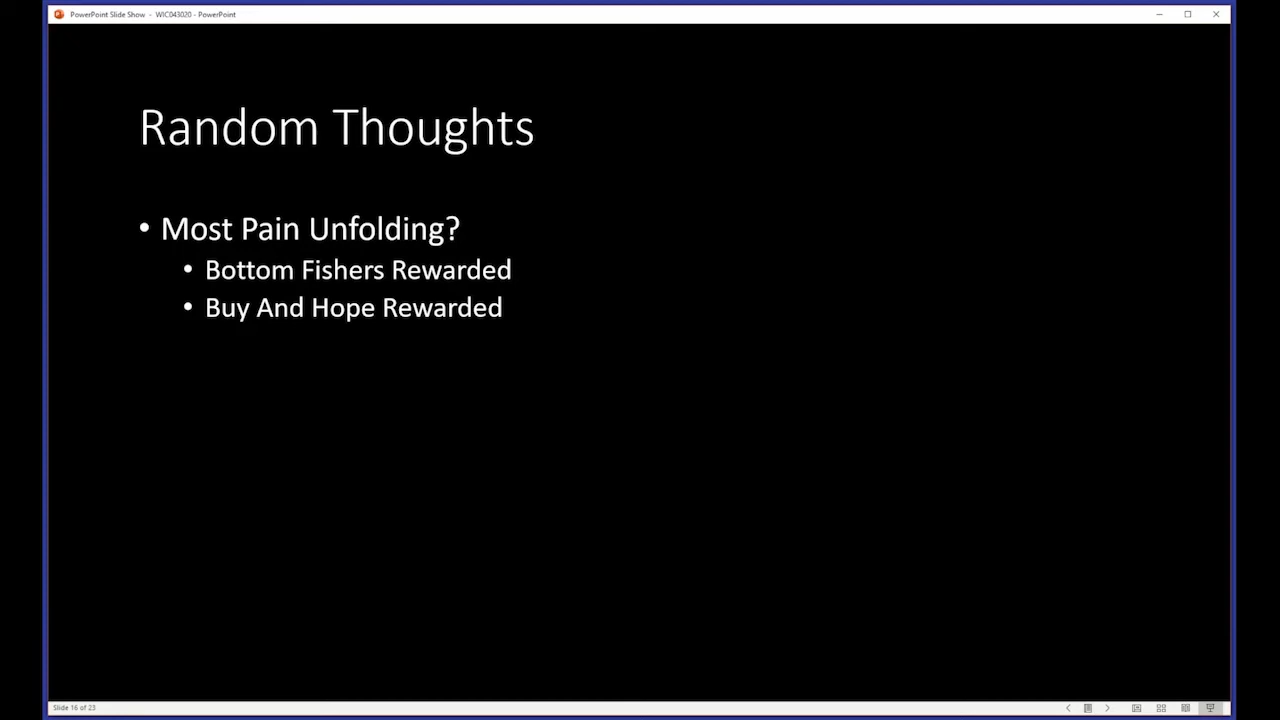 PowerPoint Slide Show - WIC043020 - PowerPoint
Random Thoughts
• Most Pain Unfolding?
• Bottom Fishers Rewarded
• Buy And Hope Rewarded
Slide 16 of 23